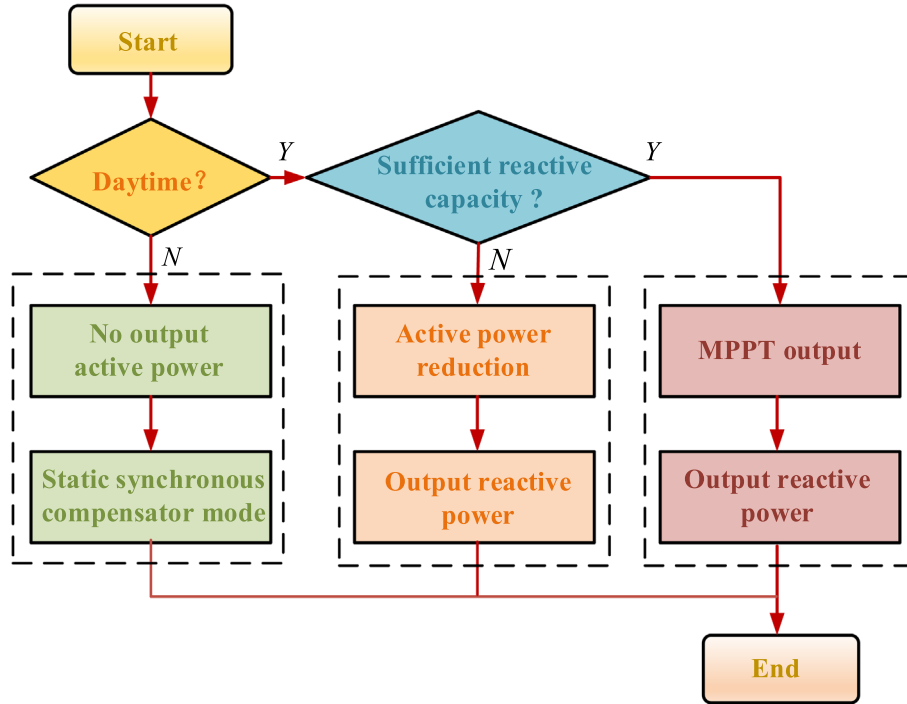 Start
Daytime？
Y
Sufficient reactive
capacity ?
Y
N
N
No output
active power
Active power
reduction
MPPT output
Static synchronous
compensator mode
Output reactive
power
Output reactive
power
End